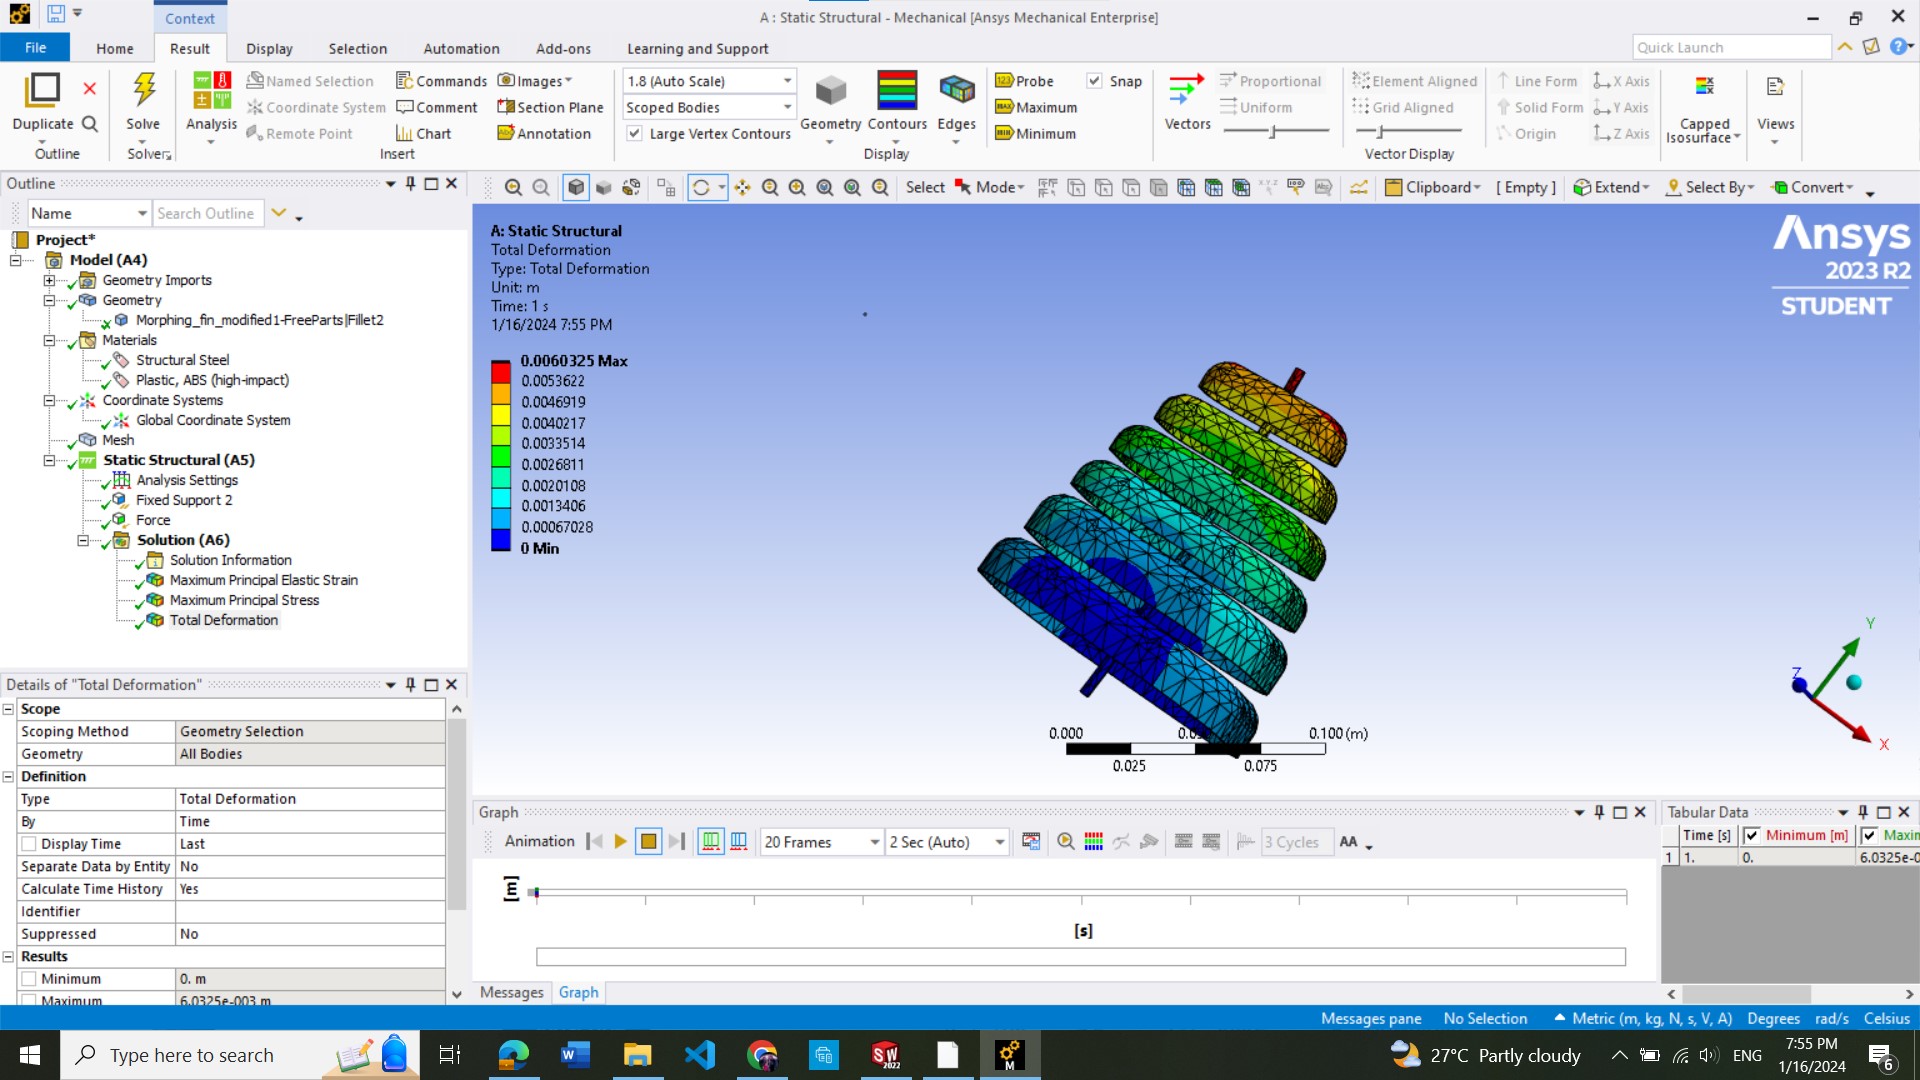 Context
A : Static Structural - Mechanical [Ansys Mechanical Enterprise]
File Home Result Display Selection Automation Add-ons Learning and Support Quick Launch
Named Selection Commands Images 1.8 (Auto Scale) Probe Snap Proportional Element Aligned Line Form X Axis
Coordinate System Comment Section Plane Scoped Bodies Maximum Uniform Grid Aligned Solid Form Y Axis
Duplicate Solve Analysis Remote Point Chart Annotation Large Vertex Contours Geometry Contours Edges Minimum Vectors Origin Z Axis Capped Isosurface Views
Outline Solver Insert Display Vector Display
Outline
Select Mode Clipboard [ Empty ] Extend Select By Convert
Name Search Outline
Project*
Model (A4)
Geometry Imports
Geometry
Morphing_fin_modified1-FreeParts|Fillet2
Materials
Structural Steel
Plastic, ABS (high-impact)
Coordinate Systems
Global Coordinate System
Mesh
Static Structural (A5)
Analysis Settings
Fixed Support 2
Force
Solution (A6)
Solution Information
Maximum Principal Elastic Strain
Maximum Principal Stress
Total Deformation
A: Static Structural
Total Deformation
Type: Total Deformation
Unit: m
Time: 1 s
1/16/2024 7:55 PM
0.0060325 Max
0.0053622
0.0046919
0.0040217
0.0033514
0.0026811
0.0020108
0.0013406
0.00067028
0 Min
Ansys
2023 R2
STUDENT
0.000 0.100 (m)
0.025 0.075
Y
Z
X
Details of "Total Deformation"
Scope
Scoping Method Geometry Selection
Geometry All Bodies
Definition
Type Total Deformation
By Time
Display Time Last
Separate Data by Entity No
Calculate Time History Yes
Identifier
Suppressed No
Results
Minimum 0. m
Maximum 6.0325e-003 m
Graph
Animation 20 Frames 2 Sec (Auto) 3 Cycles AA
[m]
[s]
Messages Graph
Tabular Data
Time [s] Minimum [m] Maxim
1 1. 0. 6.0325e-0
Messages pane No Selection Metric (m, kg, N, s, V, A) Degrees rad/s Celsius
Type here to search
W
SW
2022
M
27°C Partly cloudy
ENG
7:55 PM
1/16/2024
6